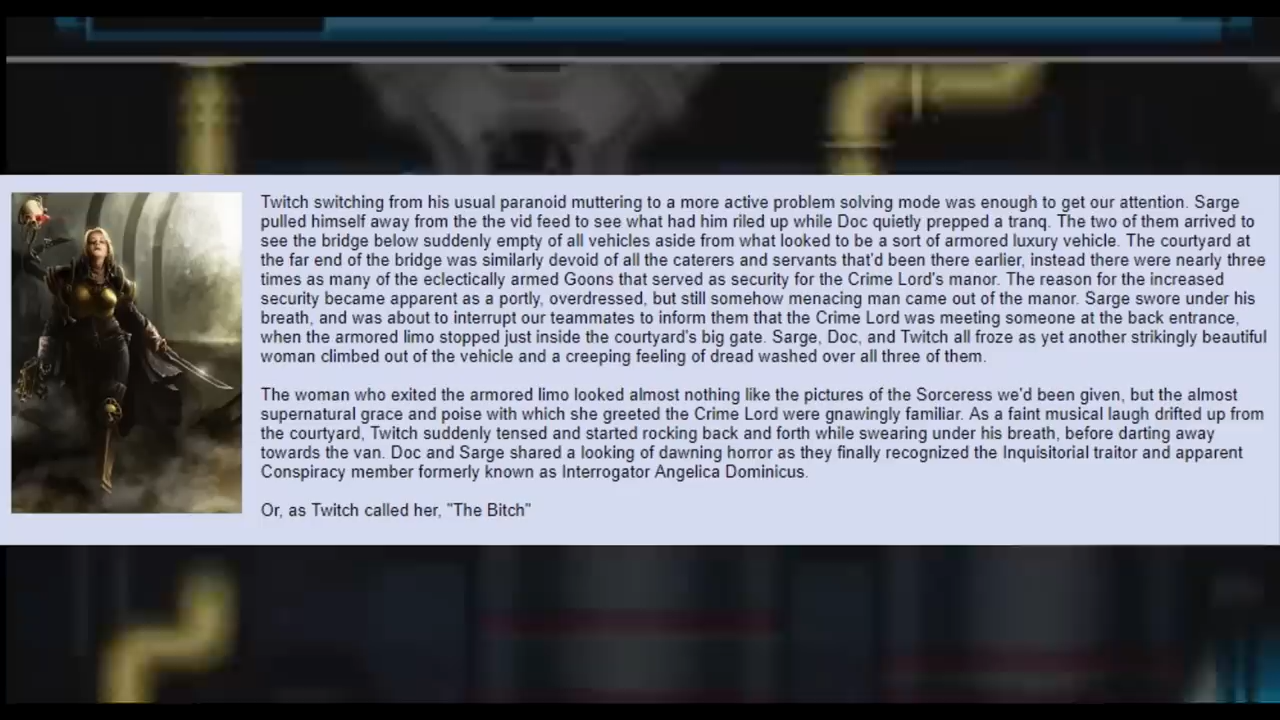 Twitch switching from his usual paranoid muttering to a more active problem solving mode was enough to get our attention. Sarge
pulled himself away from the the vid feed to see what had him riled up while Doc quietly prepped a tranq. The two of them arrived to
see the bridge below suddenly empty of all vehicles aside from what looked to be a sort of armored luxury vehicle. The courtyard at
the far end of the bridge was similarly devoid of all the caterers and servants that'd been there earlier, instead there were nearly three
times as many of the eclectically armed Goons that served as security for the Crime Lord's manor. The reason for the increased
security became apparent as a portly, overdressed, but still somehow menacing man came out of the manor. Sarge swore under his
breath, and was about to interrupt our teammates to inform them that the Crime Lord was meeting someone at the back entrance,
when the armored limo stopped just inside the courtyard's big gate. Sarge, Doc, and Twitch all froze as yet another strikingly beautiful
woman climbed out of the vehicle and a creeping feeling of dread washed over all three of them.
The woman who exited the armored limo looked almost nothing like the pictures of the Sorceress we'd been given, but the almost
supernatural grace and poise with which she greeted the Crime Lord were gnawingly familiar. As a faint musical laugh drifted up from
the courtyard, Twitch suddenly tensed and started rocking back and forth while swearing under his breath, before darting away
towards the van. Doc and Sarge shared a looking of dawning horror as they finally recognized the Inquisitorial traitor and apparent
Conspiracy member formerly known as Interrogator Angelica Dominicus.
Or, as Twitch called her, "The Bitch"